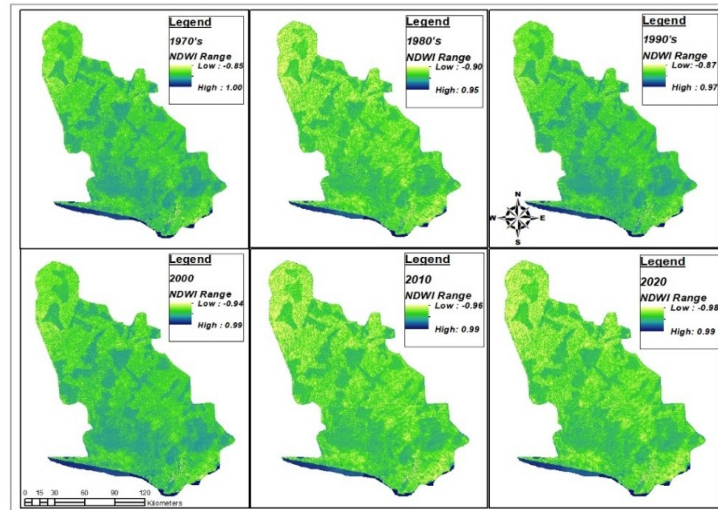 Legend
1970's
NDWI Range
Low : -0.85
High : 1.00
Legend
1980's
NDWI Range
Low : -0.90
High : 0.95
Legend
1990's
NDWI Range
Low : -0.87
High : 0.97
N
W E
S
Legend
2000
NDWI Range
Low : -0.94
High : 0.99
Legend
2010
NDWI Range
Low : -0.96
High: 0.99
Legend
2020
NDWI Range
Low : -0.98
High : 0.99
0 15 30 60 90 120
Kilometers